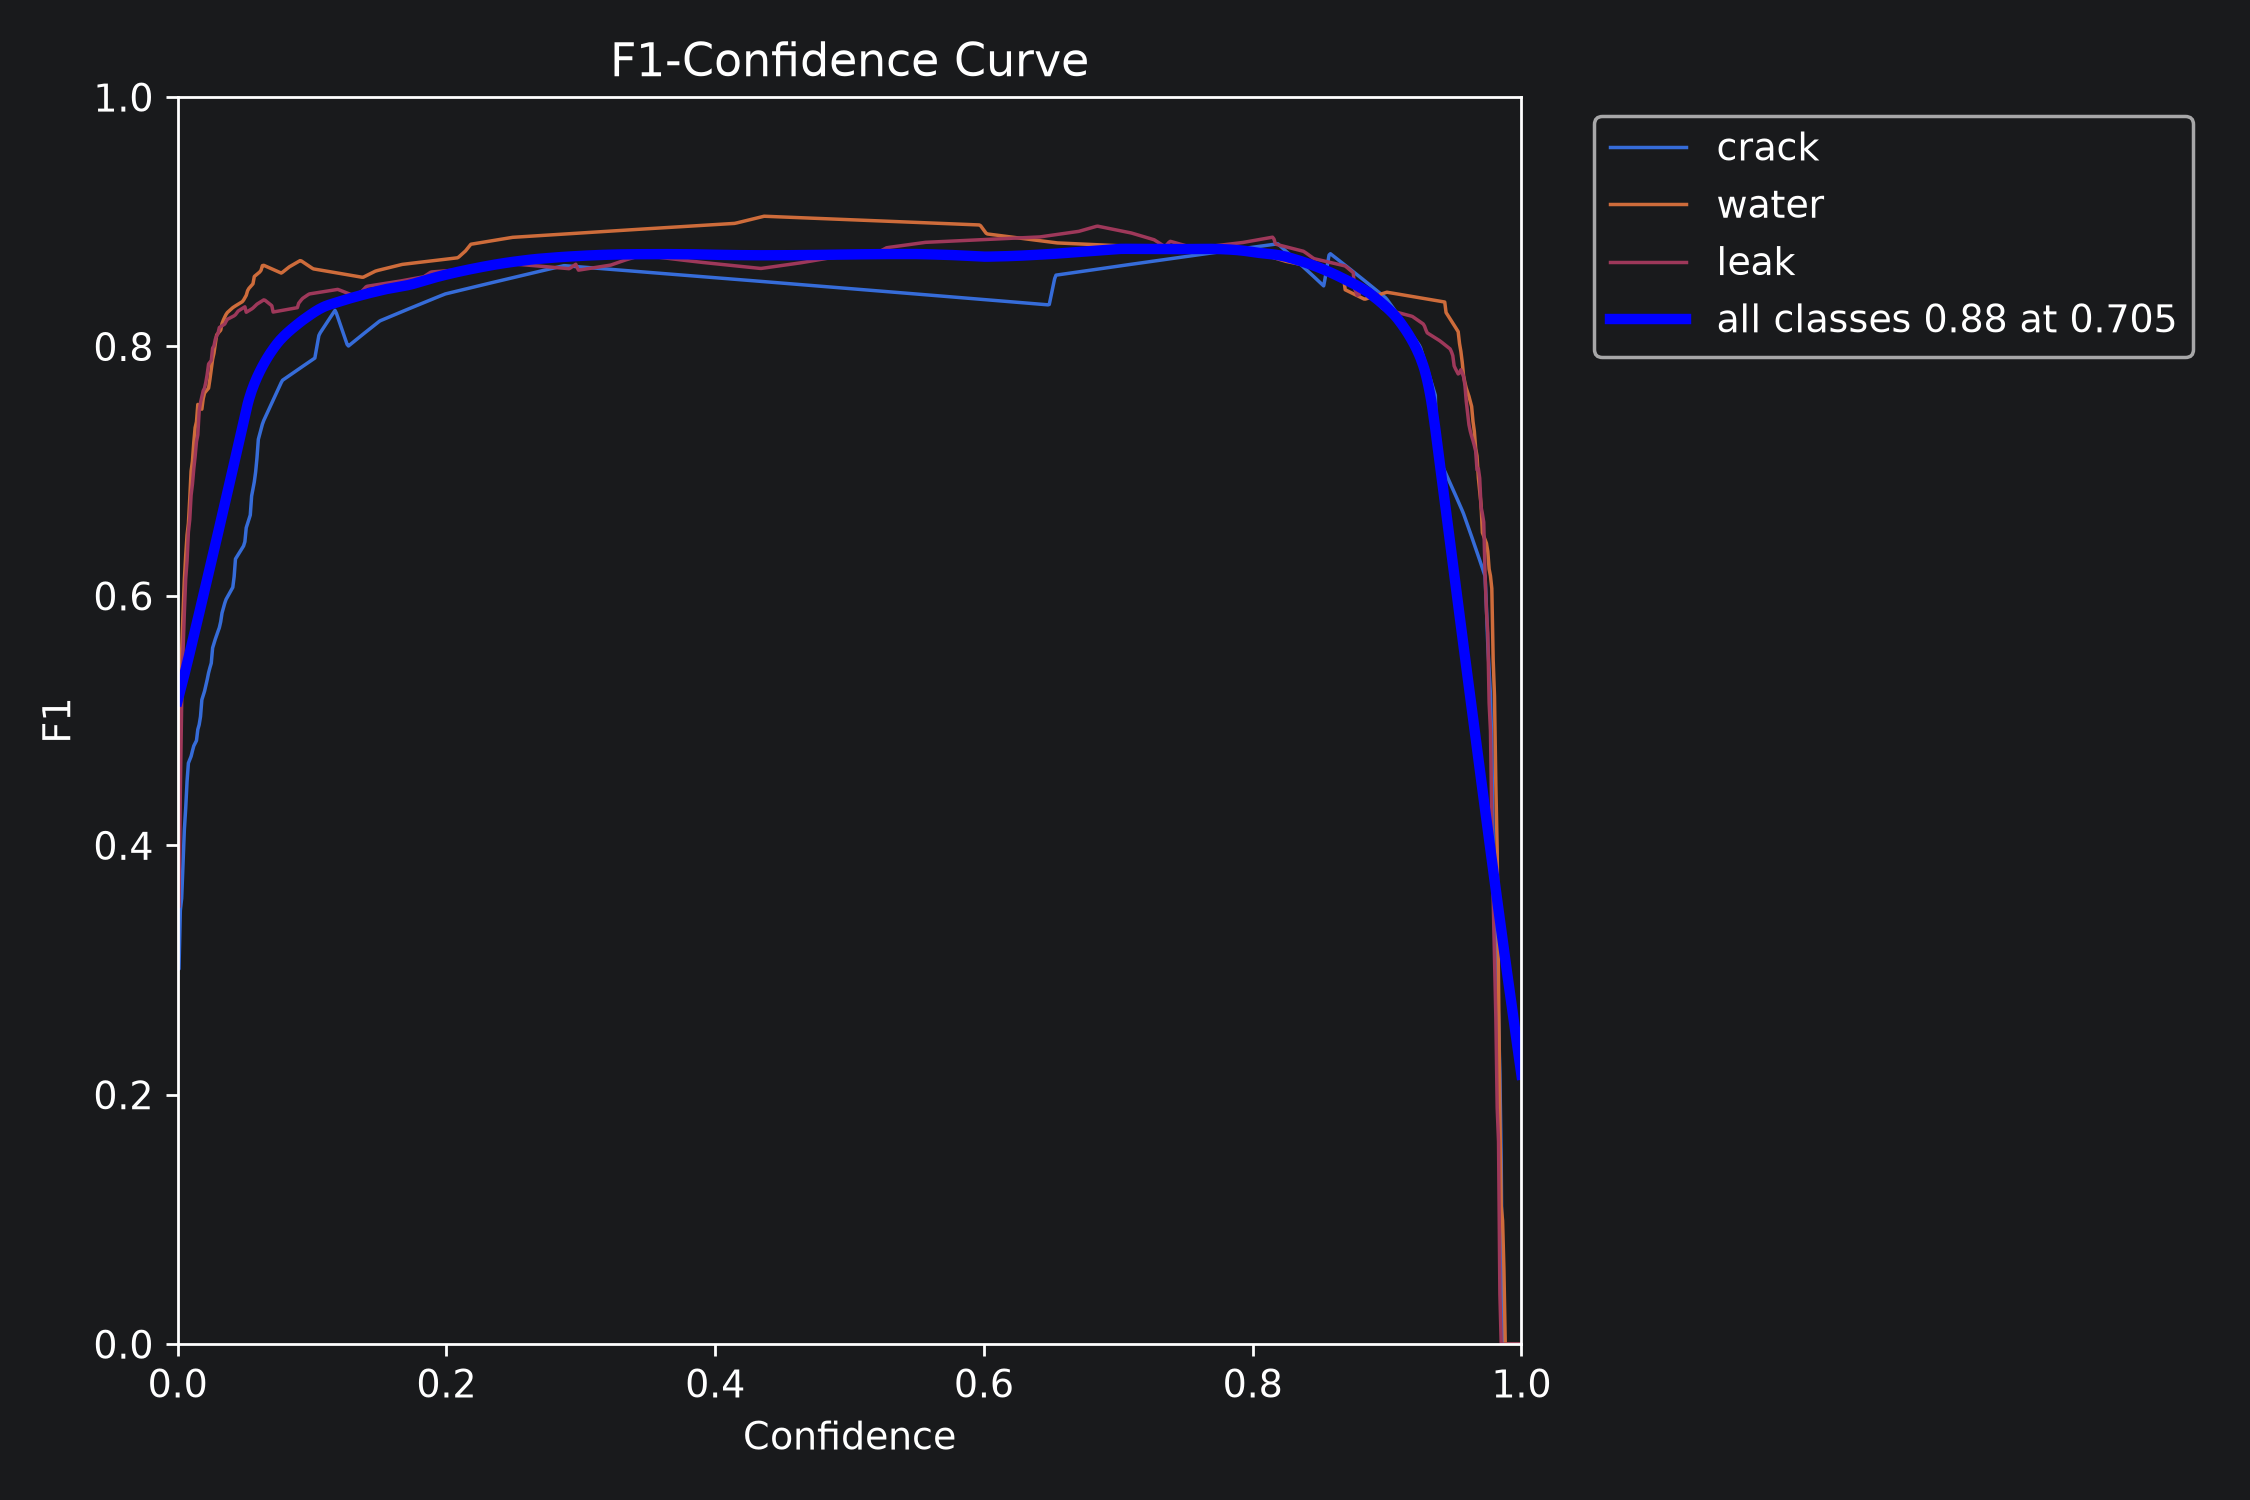 F1-Confidence Curve
crack
water
leak
all classes 0.88 at 0.705
1.0
0.8
0.6
0.4
0.2
0.0
F1
0.0 0.2 0.4 0.6 0.8 1.0
Confidence